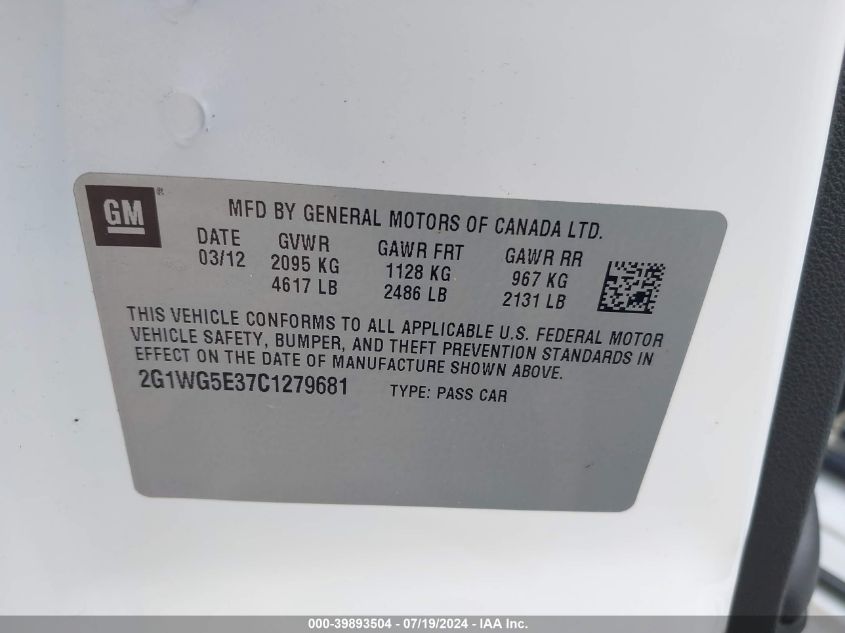 GM®
MFD BY GENERAL MOTORS OF CANADA LTD.
DATE GVWR GAWR FRT GAWR RR
03/12 2095 KG 1128 KG 967 KG
4617 LB 2486 LB 2131 LB
THIS VEHICLE CONFORMS TO ALL APPLICABLE U.S. FEDERAL MOTOR
VEHICLE SAFETY, BUMPER, AND THEFT PREVENTION STANDARDS IN
EFFECT ON THE DATE OF MANUFACTURE SHOWN ABOVE.
2G1WG5E37C1279681 TYPE: PASS CAR
000-39893504 - 07/19/2024 - IAA Inc.